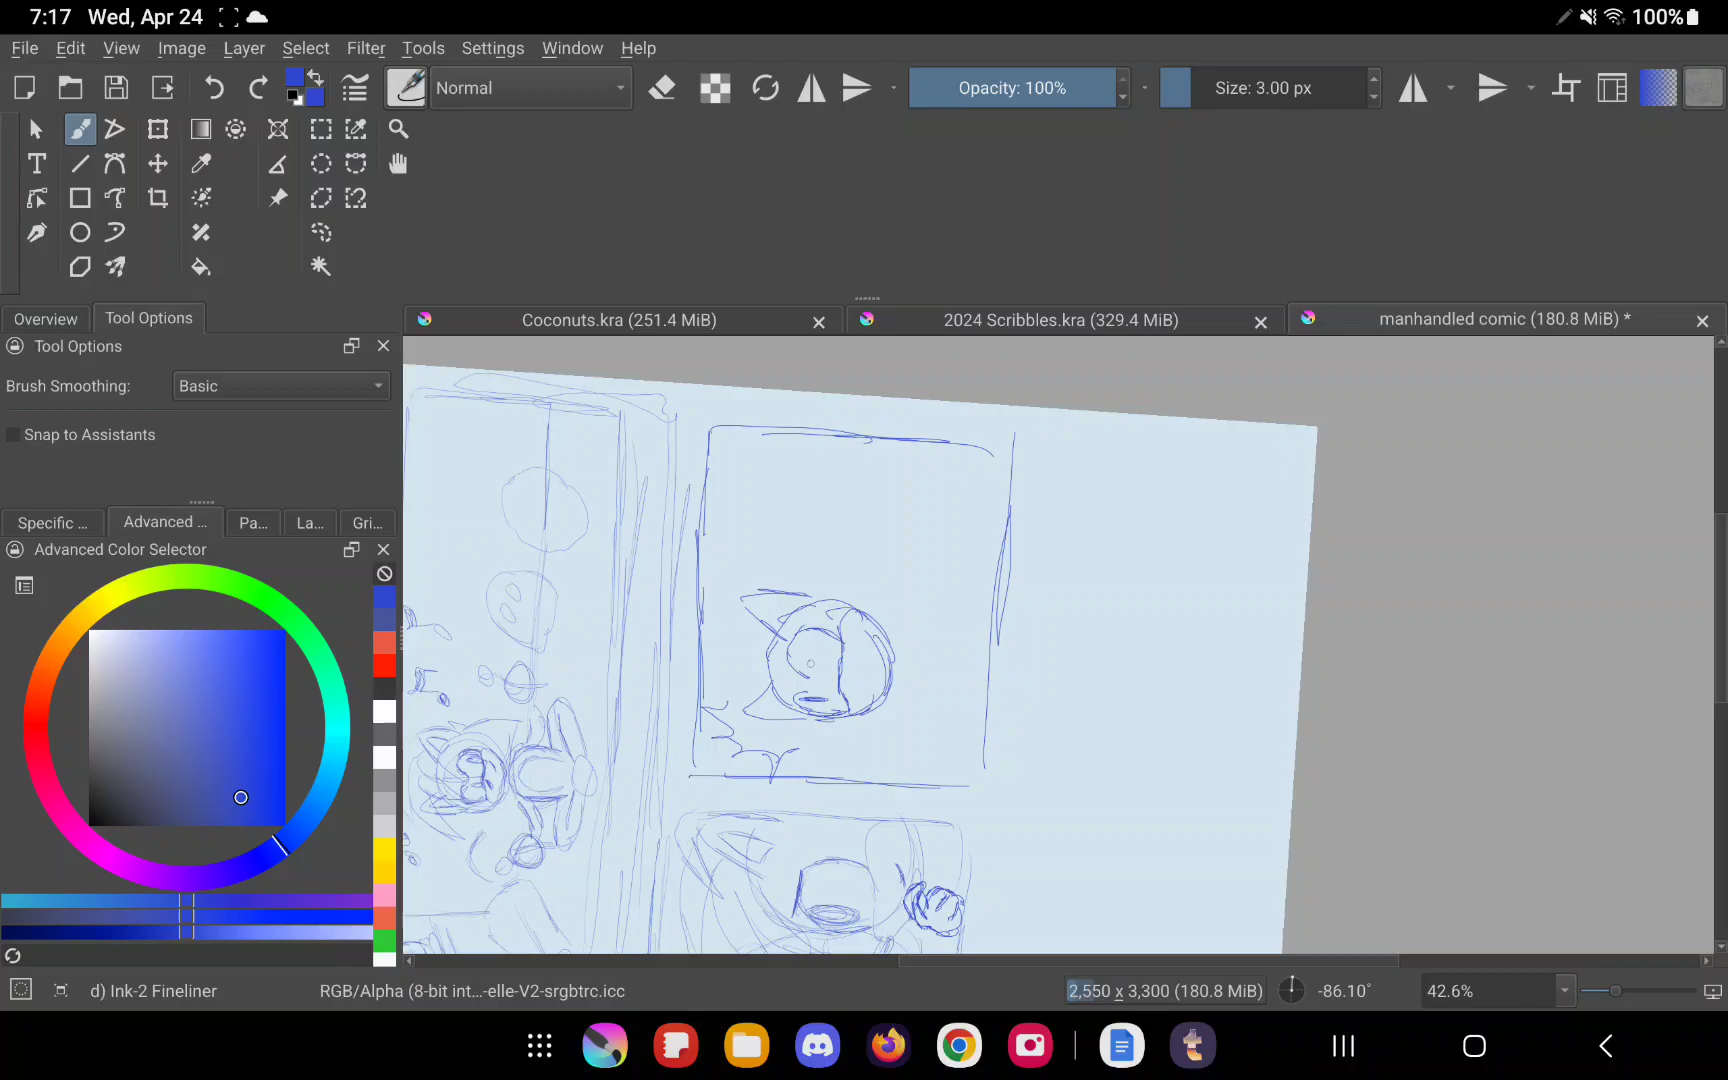 7:17 Wed, Apr 24
100%
File Edit View Image Layer Select Filter Tools Settings Window Help
Normal
Opacity: 100%
Size: 3.00 px
Overview
Tool Options
Coconuts.kra (251.4 MiB)
2024 Scribbles.kra (329.4 MiB)
manhandled comic (180.8 MiB) *
Tool Options
Brush Smoothing:
Basic
Snap to Assistants
Specific ...
Advanced ...
Pa...
La...
Gri...
Advanced Color Selector
d) Ink-2 Fineliner
RGB/Alpha (8-bit int...-elle-V2-srgbtrc.icc
2,550 x 3,300 (180.8 MiB)
-86.10°
42.6%